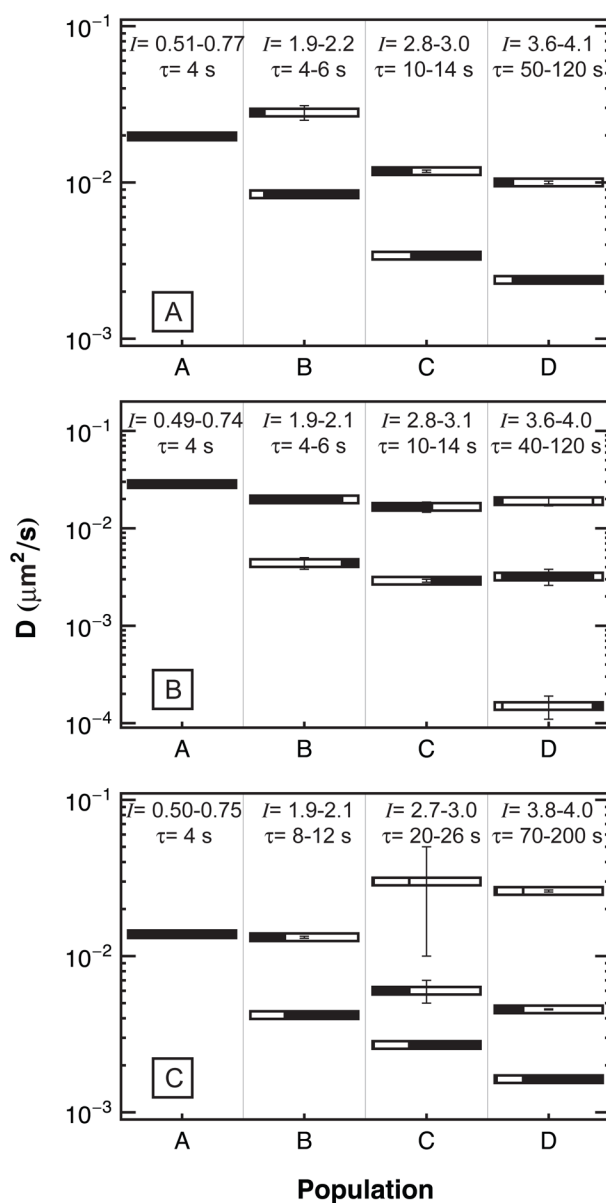 10⁻¹
I= 0.51-0.77 I= 1.9-2.2 I= 2.8-3.0 I= 3.6-4.1
τ= 4 s τ= 4-6 s τ= 10-14 s τ= 50-120 s
10⁻²
A
10⁻³
A B C D
10⁻¹
I= 0.49-0.74 I= 1.9-2.1 I= 2.8-3.1 I= 3.6-4.0
τ= 4 s τ= 4-6 s τ= 10-14 s τ= 40-120 s
10⁻²
D (μm²/s)
10⁻³
B
10⁻⁴
A B C D
10⁻¹
I= 0.50-0.75 I= 1.9-2.1 I= 2.7-3.0 I= 3.8-4.0
τ= 4 s τ= 8-12 s τ= 20-26 s τ= 70-200 s
10⁻²
C
10⁻³
A B C D
Population